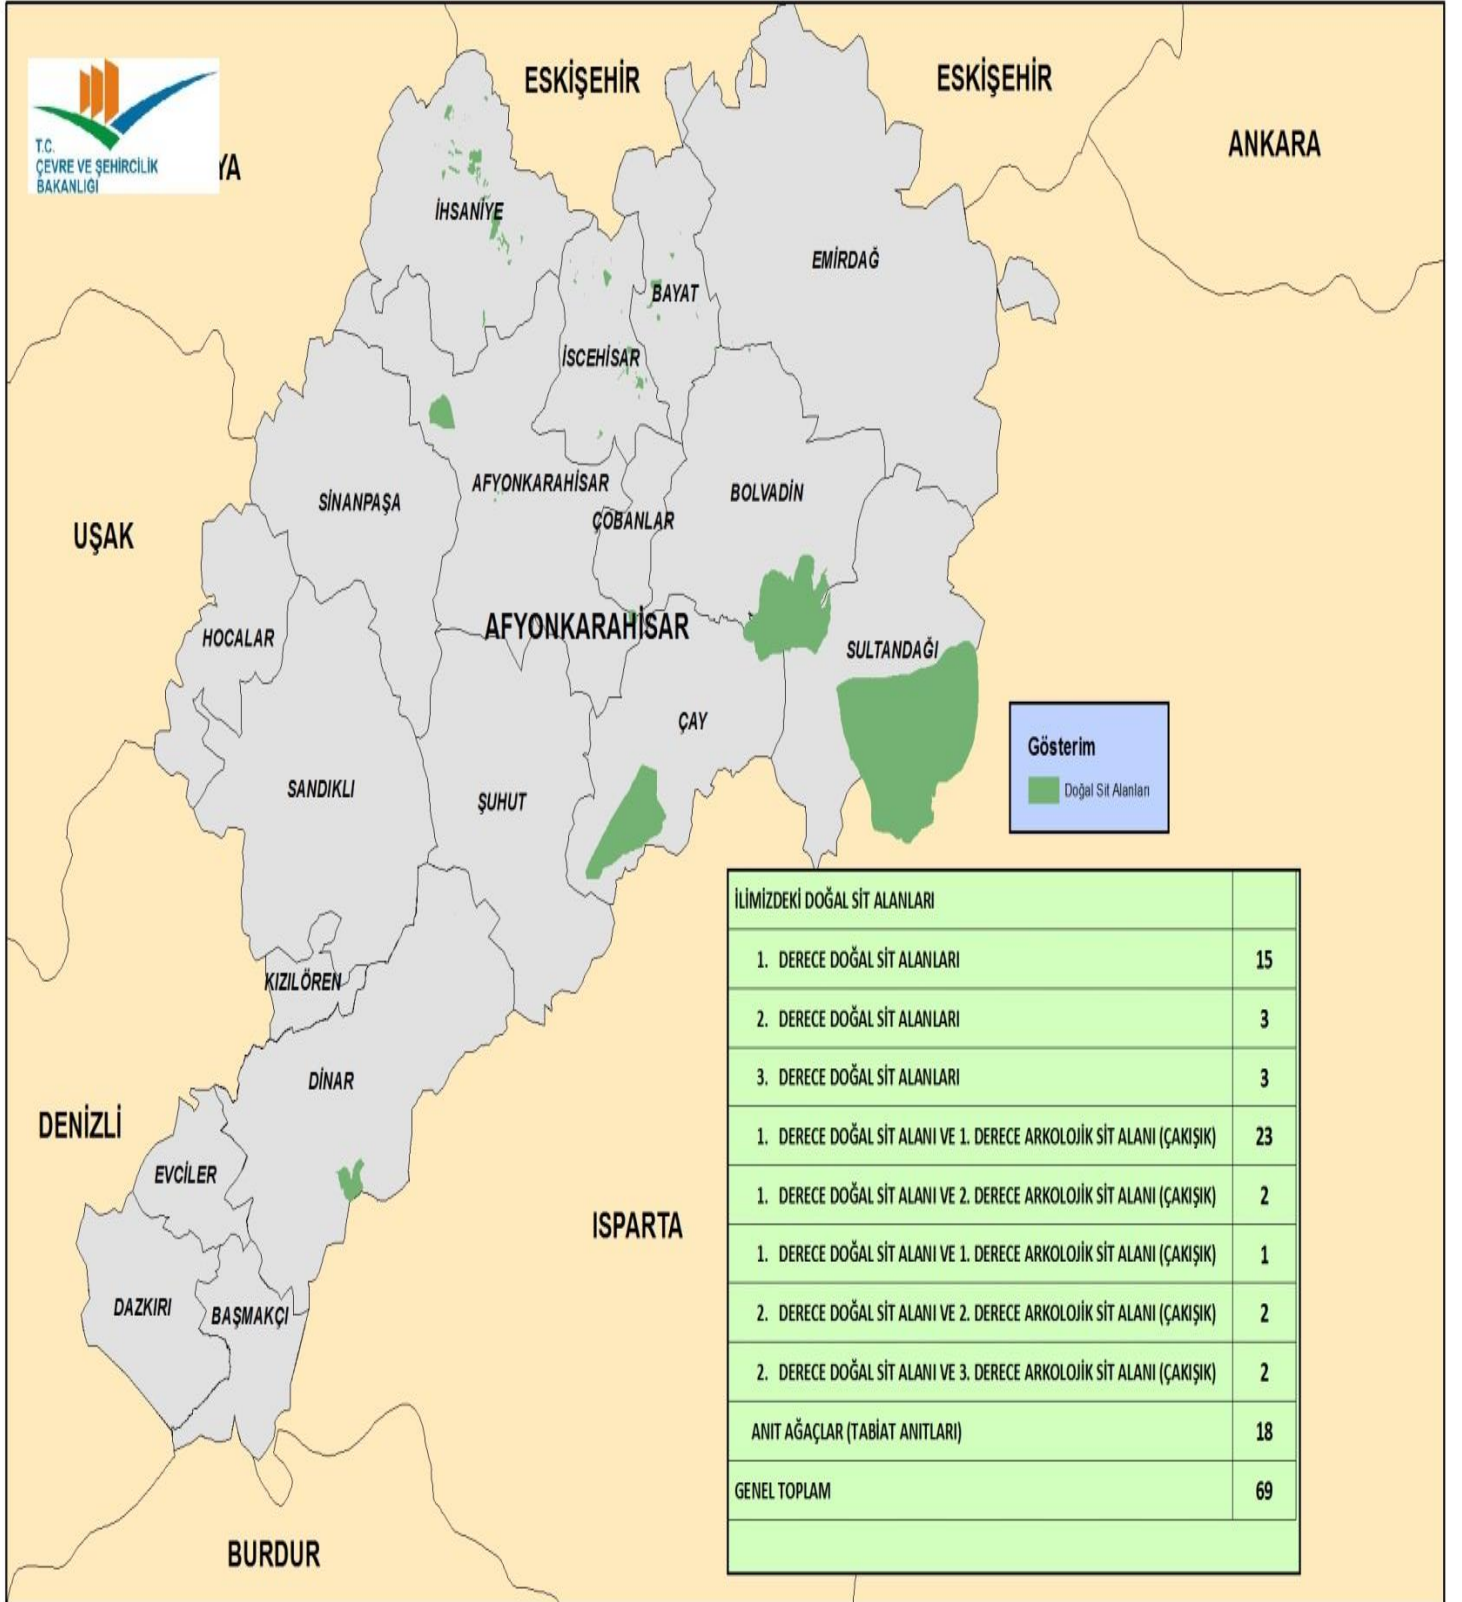 ESKİŞEHİR
ESKİŞEHİR
ANKARA
T.C.
ÇEVRE VE ŞEHİRCİLİK
BAKANLIĞI
YA
İHSANİYE
EMİRDAĞ
BAYAT
İSCEHİSAR
AFYONKARAHİSAR
BOLVADİN
SİNANPAŞA
ÇOBANLAR
UŞAK
AFYONKARAHİSAR
HOCALAR
SULTANDAĞI
ÇAY
SANDIKLI
ŞUHUT
Gösterim
Doğal Sit Alanları
KIZILÖREN
DİNAR
DENİZLİ
EVCİLER
ISPARTA
DAZKIRI
BAŞMAKÇI
BURDUR
İLİMİZDEKİ DOĞAL SİT ALANLARI
1. DERECE DOĞAL SİT ALANLARI 15
2. DERECE DOĞAL SİT ALANLARI 3
3. DERECE DOĞAL SİT ALANLARI 3
1. DERECE DOĞAL SİT ALANI VE 1. DERECE ARKOLOJİK SİT ALANI (ÇAKIŞIK) 23
1. DERECE DOĞAL SİT ALANI VE 2. DERECE ARKOLOJİK SİT ALANI (ÇAKIŞIK) 2
1. DERECE DOĞAL SİT ALANI VE 1. DERECE ARKOLOJİK SİT ALANI (ÇAKIŞIK) 1
2. DERECE DOĞAL SİT ALANI VE 2. DERECE ARKOLOJİK SİT ALANI (ÇAKIŞIK) 2
2. DERECE DOĞAL SİT ALANI VE 3. DERECE ARKOLOJİK SİT ALANI (ÇAKIŞIK) 2
ANIT AĞAÇLAR (TABİAT ANITLARI) 18
GENEL TOPLAM 69